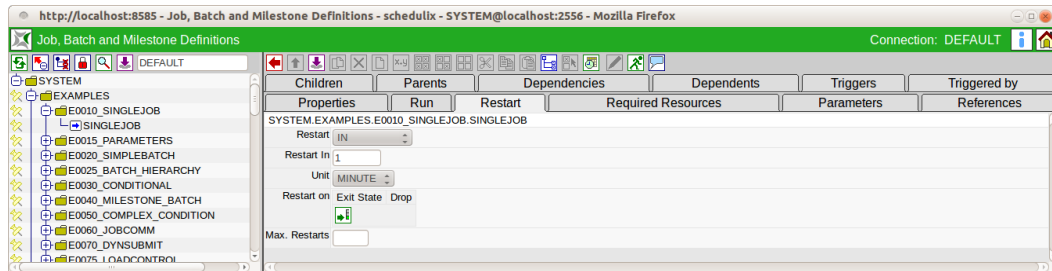 http://localhost:8585 - Job, Batch and Milestone Definitions - schedulix - SYSTEM@localhost:2556 - Mozilla Firefox
Job, Batch and Milestone Definitions
Connection: DEFAULT
DEFAULT
SYSTEM
EXAMPLES
E0010_SINGLEJOB
SINGLEJOB
E0015_PARAMETERS
E0020_SIMPLEBATCH
E0025_BATCH_HIERARCHY
E0030_CONDITIONAL
E0040_MILESTONE_BATCH
E0050_COMPLEX_CONDITION
E0060_JOBCOMM
E0070_DYNSUBMIT
E0075_LOADCONTROL
Children Parents Dependencies Dependents Triggers Triggered by
Properties Run Restart Required Resources Parameters References
SYSTEM.EXAMPLES.E0010_SINGLEJOB.SINGLEJOB
Restart IN
Restart In 1
Unit MINUTE
Restart on Exit State Drop
Max. Restarts